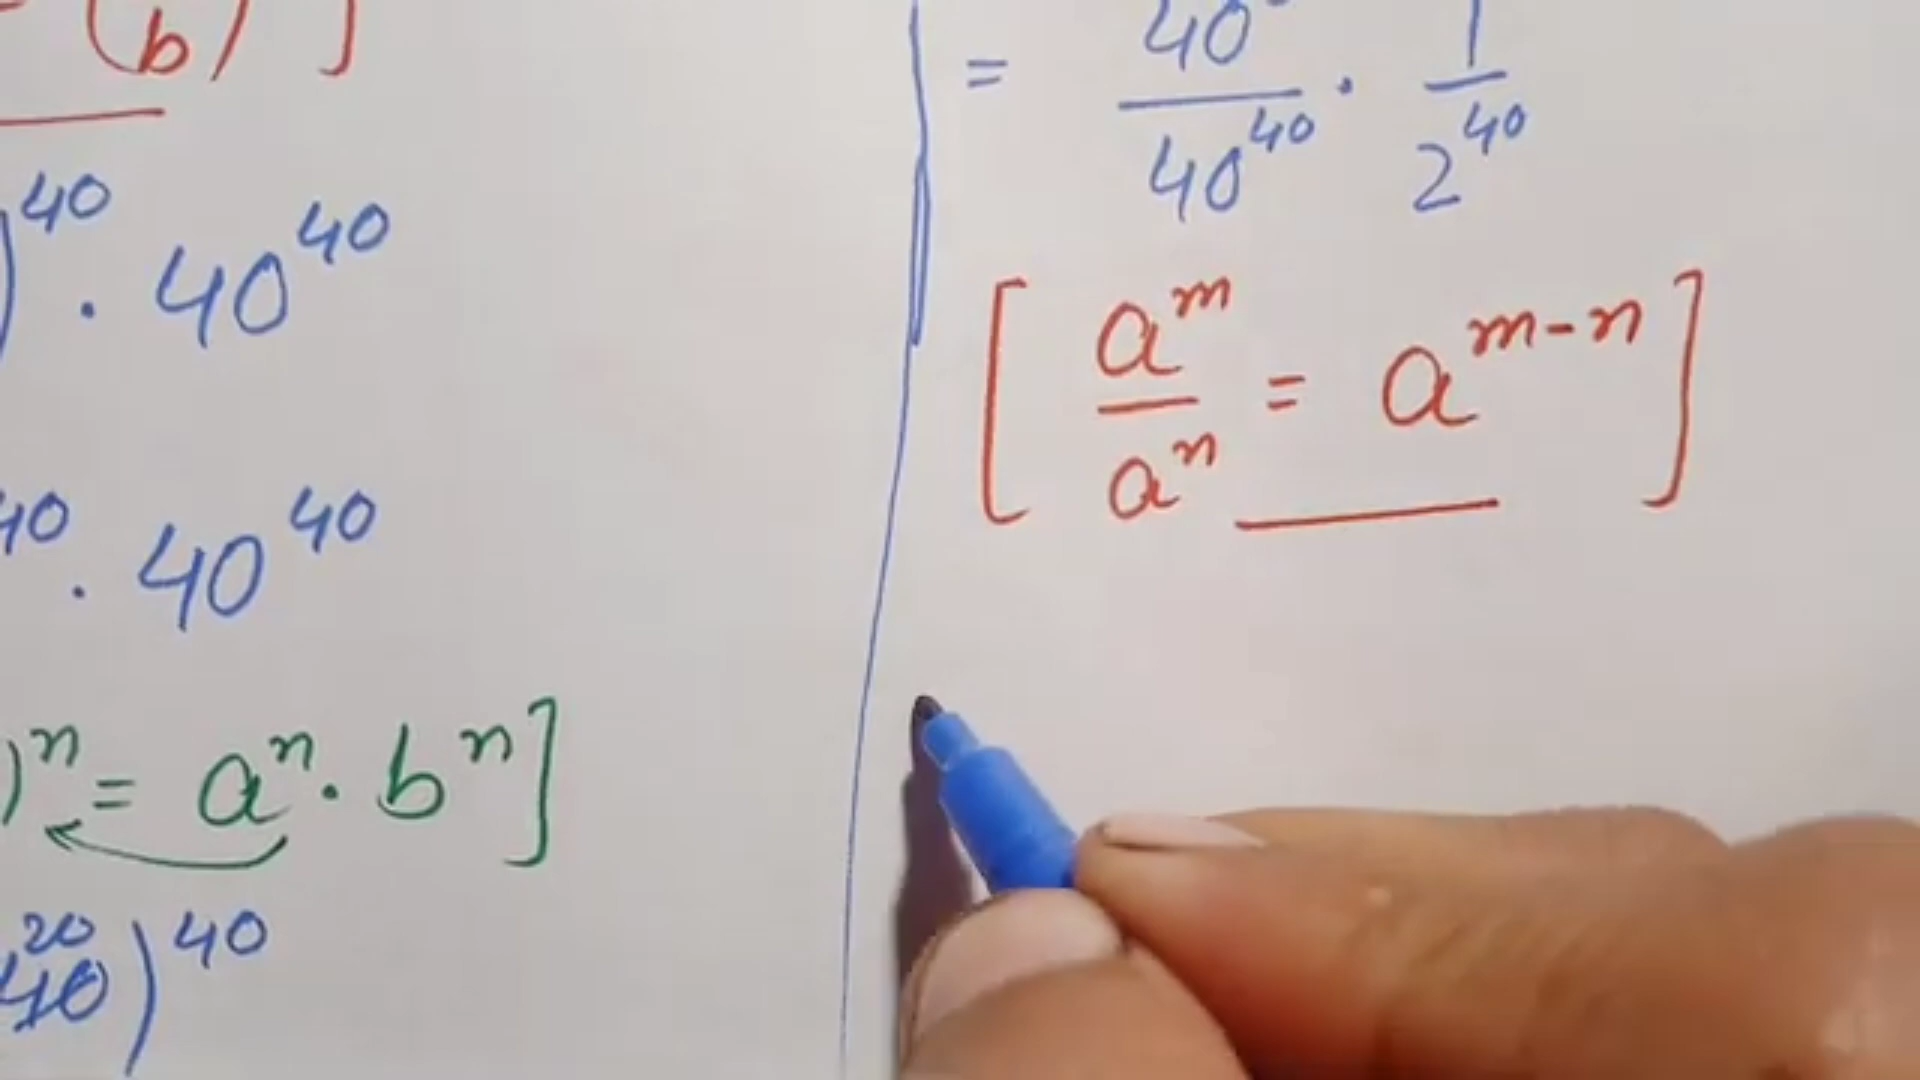 (b) ]
)^40 · 40^40
40 · 40^40
)^n = a^n · b^n ]
20
40)^40
= 40/40^40 · 1/2^40
[ a^m/a^n = a^(m-n) ]